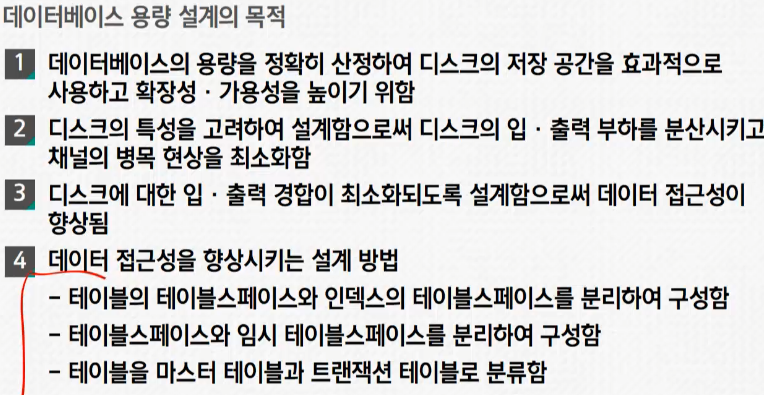 데이터베이스 용량 설계의 목적
1 데이터베이스의 용량을 정확히 산정하여 디스크의 저장 공간을 효과적으로
사용하고 확장성 · 가용성을 높이기 위함
2 디스크의 특성을 고려하여 설계함으로써 디스크의 입 · 출력 부하를 분산시키고
채널의 병목 현상을 최소화함
3 디스크에 대한 입 · 출력 경합이 최소화되도록 설계함으로써 데이터 접근성이
향상됨
4 데이터 접근성을 향상시키는 설계 방법
- 테이블의 테이블스페이스와 인덱스의 테이블스페이스를 분리하여 구성함
- 테이블스페이스와 임시 테이블스페이스를 분리하여 구성함
- 테이블을 마스터 테이블과 트랜잭션 테이블로 분류함